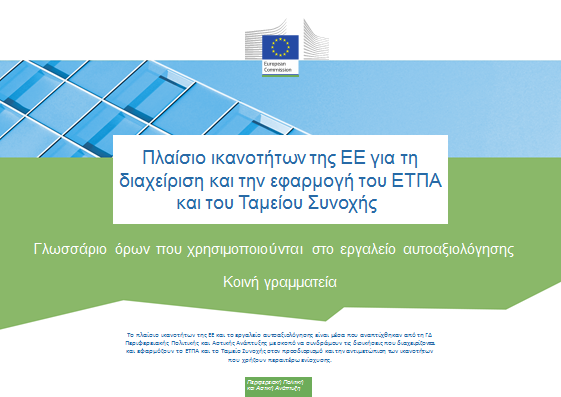 European
Commission
Πλαίσιο ικανοτήτων της ΕΕ για τη
διαχείριση και την εφαρμογή του ΕΤΠΑ
και του Ταμείου Συνοχής
Γλωσσάριο όρων που χρησιμοποιούνται στο εργαλείο αυτοαξιολόγησης
Κοινή γραμματεία
Το πλαίσιο ικανοτήτων της ΕΕ και το εργαλείο αυτοαξιολόγησης είναι μέσα που αναπτύχθηκαν από τη ΓΔ
Περιφερειακής Πολιτικής και Αστικής Ανάπτυξης με σκοπό να συνδράμουν τις διοικήσεις που διαχειρίζονται
και εφαρμόζουν το ΕΤΠΑ και το Ταμείο Συνοχής στον προσδιορισμό και την αντιμετώπιση των ικανοτήτων
που χρήζουν περαιτέρω ενίσχυσης.
Περιφερειακή Πολιτική
και Αστική Ανάπτυξη